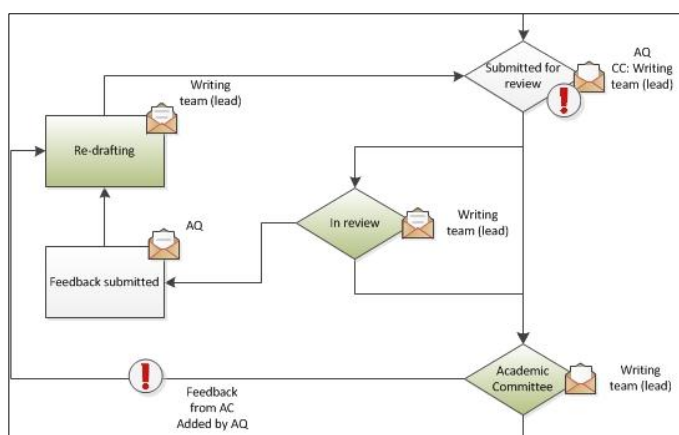 AQ
CC: Writing
team (lead)
Submitted for
review
Writing
team (lead)
Re-drafting
In review
Writing
team (lead)
AQ
Feedback submitted
Academic
Committee
Writing
team (lead)
Feedback
from AC
Added by AQ